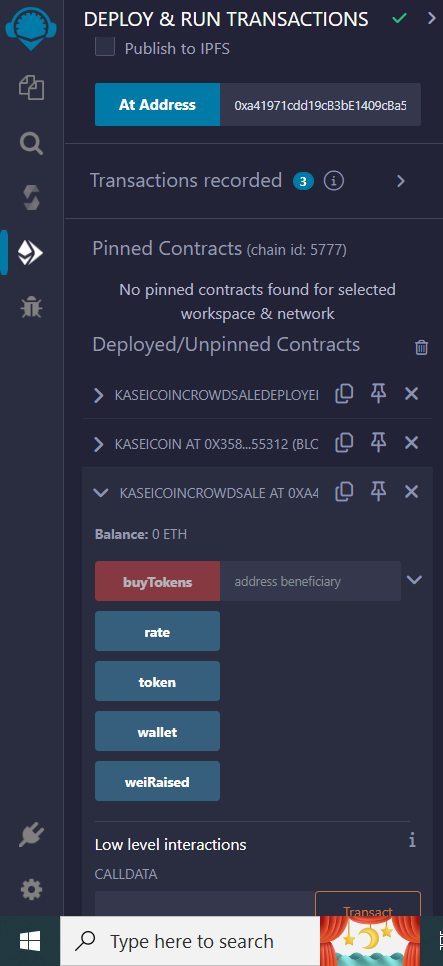 DEPLOY & RUN TRANSACTIONS
Publish to IPFS
At Address 0xa41971cdd19cB3bE1409cBa5
Transactions recorded 3 i
Pinned Contracts (chain id: 5777)
No pinned contracts found for selected
workspace & network
Deployed/Unpinned Contracts
KASEICOINCROWDSALEDEPLOYE
KASEICOIN AT 0X358...55312 (BLO
KASEICOINCROWDSALE AT 0XA4
Balance: 0 ETH
buyTokens address beneficiary
rate
token
wallet
weiRaised
Low level interactions i
CALLDATA
Transact
Type here to search